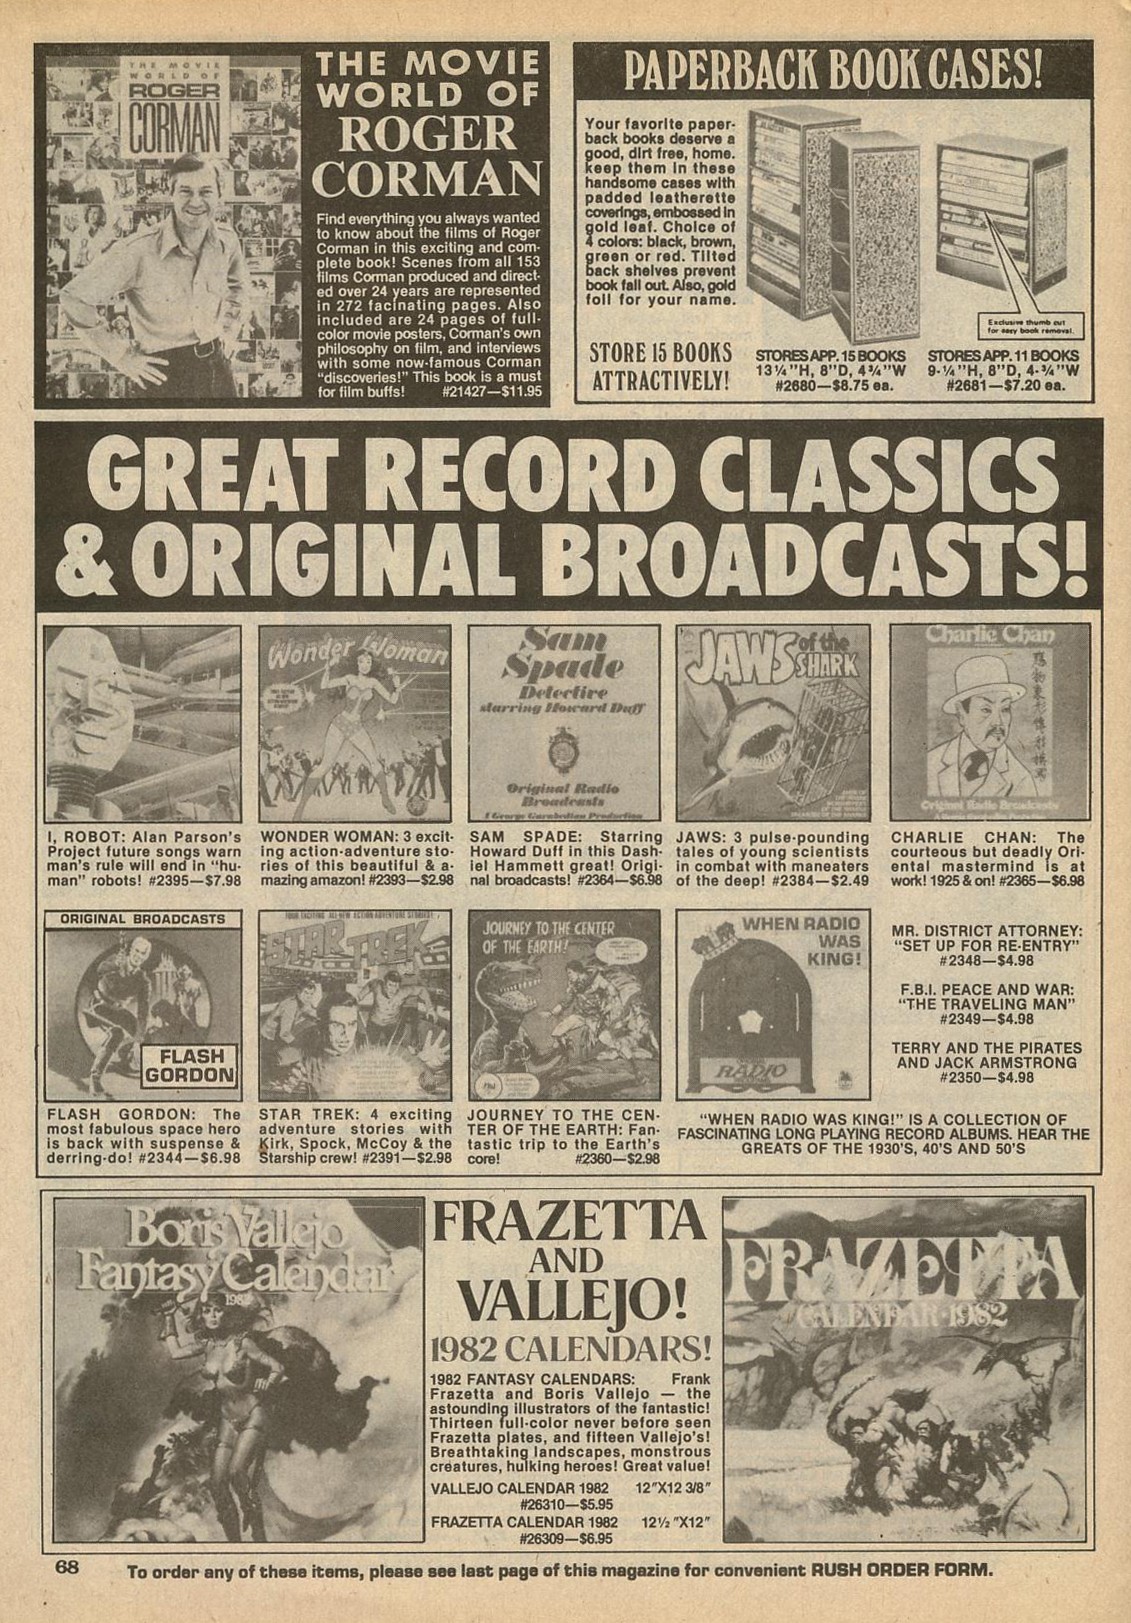 THE MOVIE
WORLD OF
ROGER
CORMAN
THE MOVIE
WORLD OF
ROGER
CORMAN
Find everything you always wanted
to know about the films of Roger
Corman in this exciting and com-
plete book! Scenes from all 153
films Corman produced and direct-
ed over 24 years are represented
in 272 facinating pages. Also
included are 24 pages of full-
color movie posters, Corman's own
philosophy on film, and interviews
with some now-famous Corman
"discoveries!" This book is a must
for film buffs! #21427—$11.95
PAPERBACK BOOK CASES!
Your favorite paper-
back books deserve a
good, dirt free, home.
keep them in these
handsome cases with
padded leatherette
coverings, embossed in
gold leaf. Choice of
4 colors: black, brown,
green or red. Tilted
back shelves prevent
book fall out. Also, gold
foil for your name.
STORE 15 BOOKS
ATTRACTIVELY!
Exclusive thumb cut
for easy book removal.
STORES APP. 15 BOOKS
13¼"H, 8"D, 4¾"W
#2680—$8.75 ea.
STORES APP. 11 BOOKS
9-¼"H, 8"D, 4-¾"W
#2681—$7.20 ea.
GREAT RECORD CLASSICS
& ORIGINAL BROADCASTS!
Wonder Woman
Sam
Spade
Detective
starring Howard Duff
Original Radio
Broadcasts
A George Garabedian Production
JAWS of the
SHARK
Charlie Chan
Original Radio Broadcasts
I, ROBOT: Alan Parson's
Project future songs warn
man's rule will end in "hu-
man" robots! #2395—$7.98
WONDER WOMAN: 3 excit-
ing action-adventure sto-
ries of this beautiful & a-
mazing amazon! #2393—$2.98
SAM SPADE: Starring
Howard Duff in this Dash-
iel Hammett great! Origi-
nal broadcasts! #2364—$6.98
JAWS: 3 pulse-pounding
tales of young scientists
in combat with maneaters
of the deep! #2384—$2.49
CHARLIE CHAN: The
courteous but deadly Ori-
ental mastermind is at
work! 1925 & on! #2365—$6.98
ORIGINAL BROADCASTS
FLASH
GORDON
FOUR EXCITING ALL-NEW ACTION-ADVENTURE STORIES!
STAR TREK
JOURNEY TO THE CENTER
OF THE EARTH!
WHEN RADIO
WAS
KING!
RADIO
MR. DISTRICT ATTORNEY:
"SET UP FOR RE-ENTRY"
#2348—$4.98
F.B.I. PEACE AND WAR:
"THE TRAVELING MAN"
#2349—$4.98
TERRY AND THE PIRATES
AND JACK ARMSTRONG
#2350—$4.98
FLASH GORDON: The
most fabulous space hero
is back with suspense &
derring-do! #2344—$6.98
STAR TREK: 4 exciting
adventure stories with
Kirk, Spock, McCoy & the
Starship crew! #2391—$2.98
JOURNEY TO THE CEN-
TER OF THE EARTH: Fan-
tastic trip to the Earth's
core! #2360—$2.98
"WHEN RADIO WAS KING!" IS A COLLECTION OF
FASCINATING LONG PLAYING RECORD ALBUMS. HEAR THE
GREATS OF THE 1930'S, 40'S AND 50'S
Boris Vallejo
Fantasy Calendar
1982
FRAZETTA
AND
VALLEJO!
1982 CALENDARS!
1982 FANTASY CALENDARS: Frank
Frazetta and Boris Vallejo — the
astounding illustrators of the fantastic!
Thirteen full-color never before seen
Frazetta plates, and fifteen Vallejo's!
Breathtaking landscapes, monstrous
creatures, hulking heroes! Great value!
VALLEJO CALENDAR 1982 12"X12 3/8"
#26310—$5.95
FRAZETTA CALENDAR 1982 12½"X12"
#26309—$6.95
FRAZETTA
CALENDAR·1982
68
To order any of these items, please see last page of this magazine for convenient RUSH ORDER FORM.